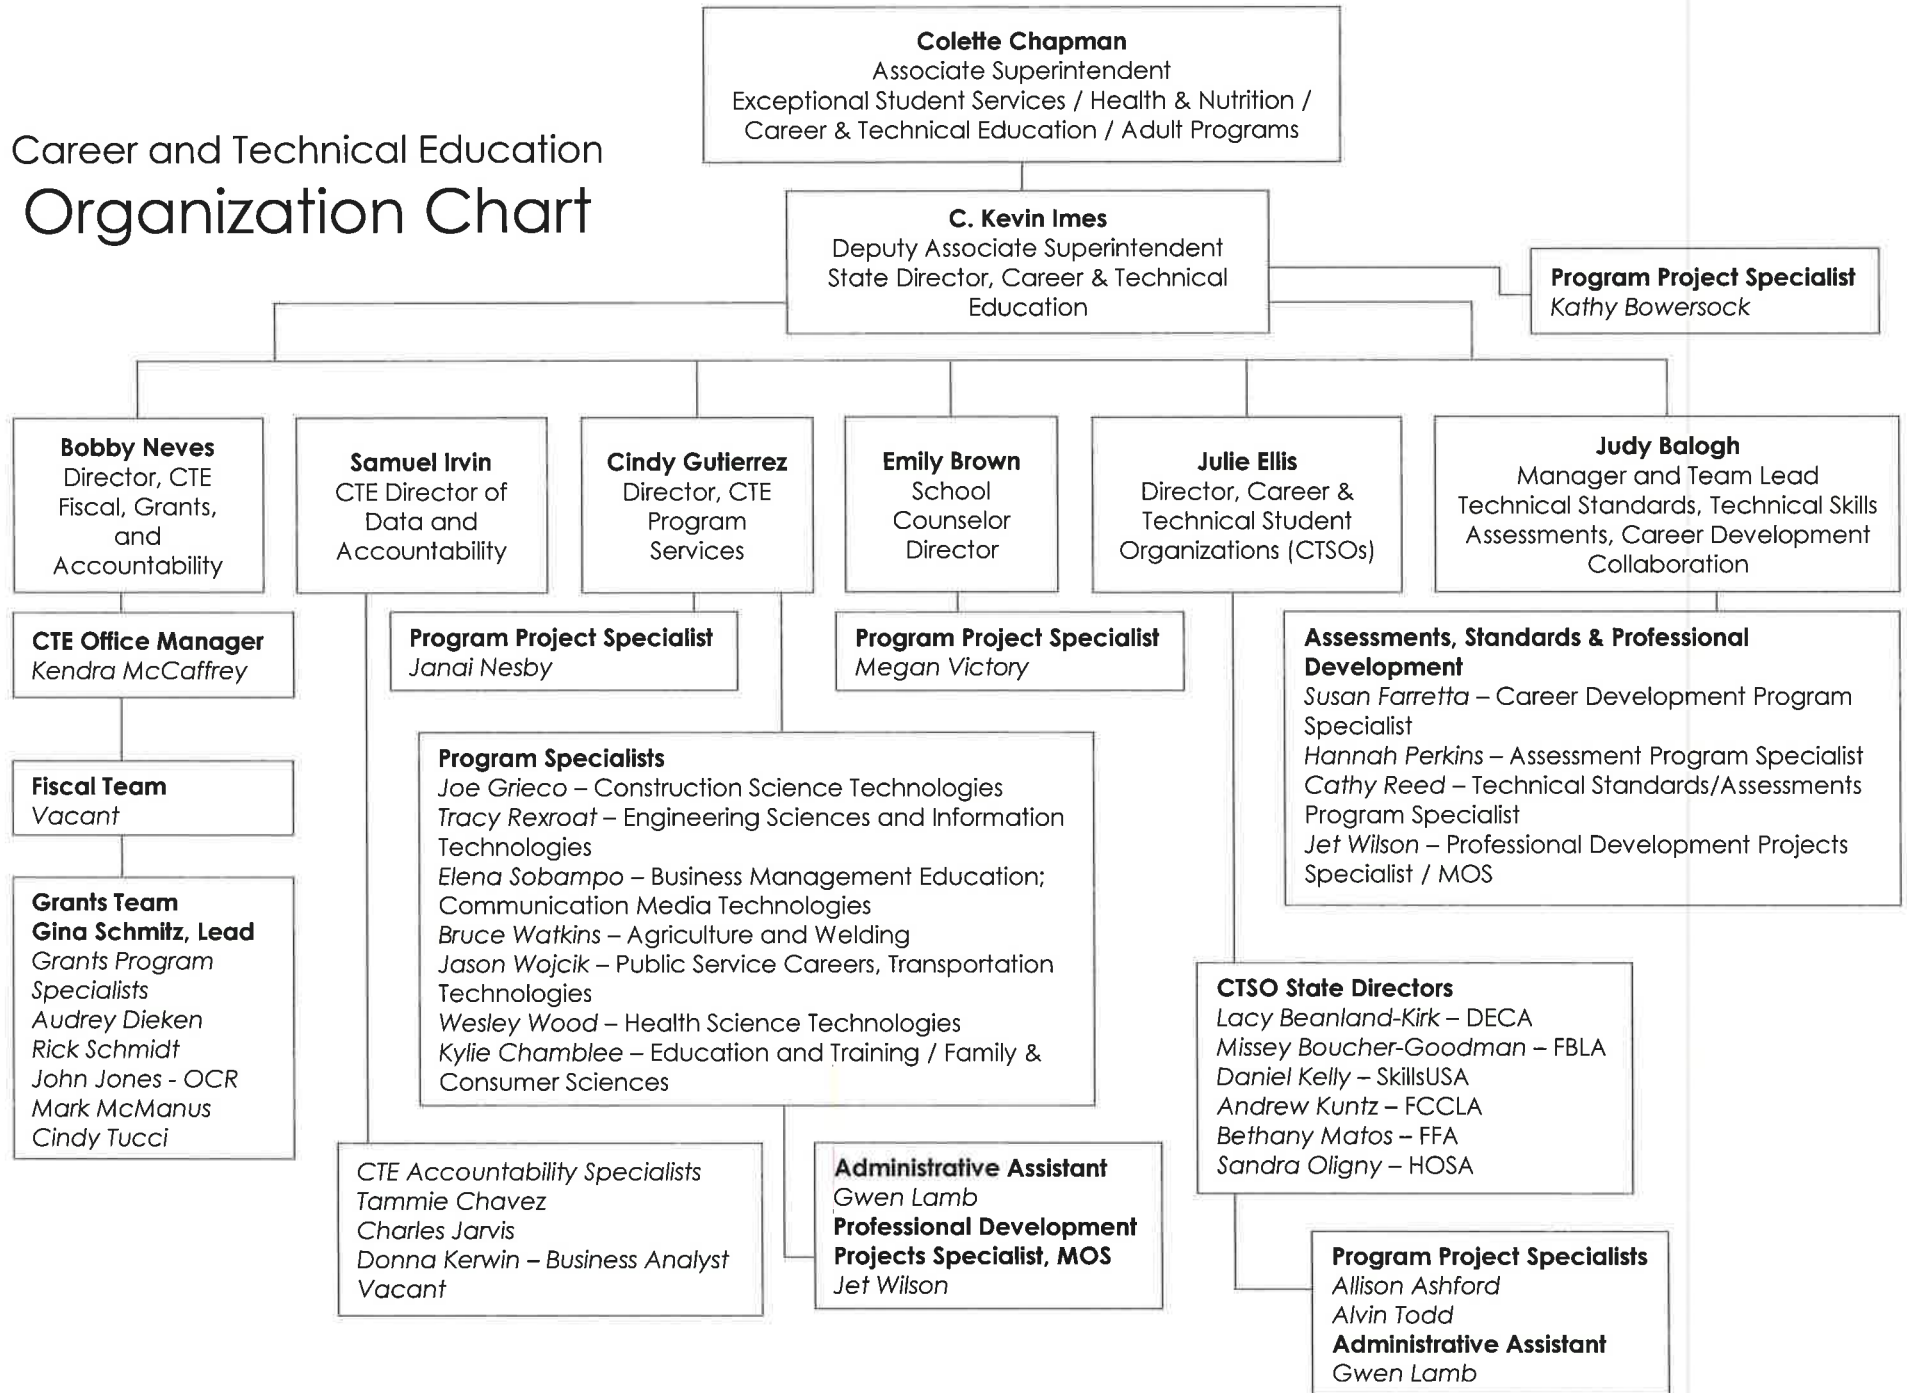 Colette Chapman
Associate Superintendent
Exceptional Student Services / Health & Nutrition /
Career & Technical Education / Adult Programs
Career and Technical Education
Organization Chart
C. Kevin Imes
Deputy Associate Superintendent
State Director, Career & Technical
Education
Program Project Specialist
Kathy Bowersock
Bobby Neves
Director, CTE
Fiscal, Grants,
and
Accountability
Samuel Irvin
CTE Director of
Data and
Accountability
Cindy Gutierrez
Director, CTE
Program
Services
Emily Brown
School
Counselor
Director
Julie Ellis
Director, Career &
Technical Student
Organizations (CTSOs)
Judy Balogh
Manager and Team Lead
Technical Standards, Technical Skills
Assessments, Career Development
Collaboration
CTE Office Manager
Kendra McCaffrey
Program Project Specialist
Janai Nesby
Program Project Specialist
Megan Victory
Assessments, Standards & Professional
Development
Susan Farretta – Career Development Program
Specialist
Hannah Perkins – Assessment Program Specialist
Cathy Reed – Technical Standards/Assessments
Program Specialist
Jet Wilson – Professional Development Projects
Specialist / MOS
Fiscal Team
Vacant
Program Specialists
Joe Grieco – Construction Science Technologies
Tracy Rexroat – Engineering Sciences and Information
Technologies
Elena Sobampo – Business Management Education;
Communication Media Technologies
Bruce Watkins – Agriculture and Welding
Jason Wojcik – Public Service Careers, Transportation
Technologies
Wesley Wood – Health Science Technologies
Kylie Chamblee – Education and Training / Family &
Consumer Sciences
Grants Team
Gina Schmitz, Lead
Grants Program
Specialists
Audrey Dieken
Rick Schmidt
John Jones - OCR
Mark McManus
Cindy Tucci
CTSO State Directors
Lacy Beanland-Kirk – DECA
Missey Boucher-Goodman – FBLA
Daniel Kelly – SkillsUSA
Andrew Kuntz – FCCLA
Bethany Matos – FFA
Sandra Oligny – HOSA
CTE Accountability Specialists
Tammie Chavez
Charles Jarvis
Donna Kerwin – Business Analyst
Vacant
Administrative Assistant
Gwen Lamb
Professional Development
Projects Specialist, MOS
Jet Wilson
Program Project Specialists
Allison Ashford
Alvin Todd
Administrative Assistant
Gwen Lamb